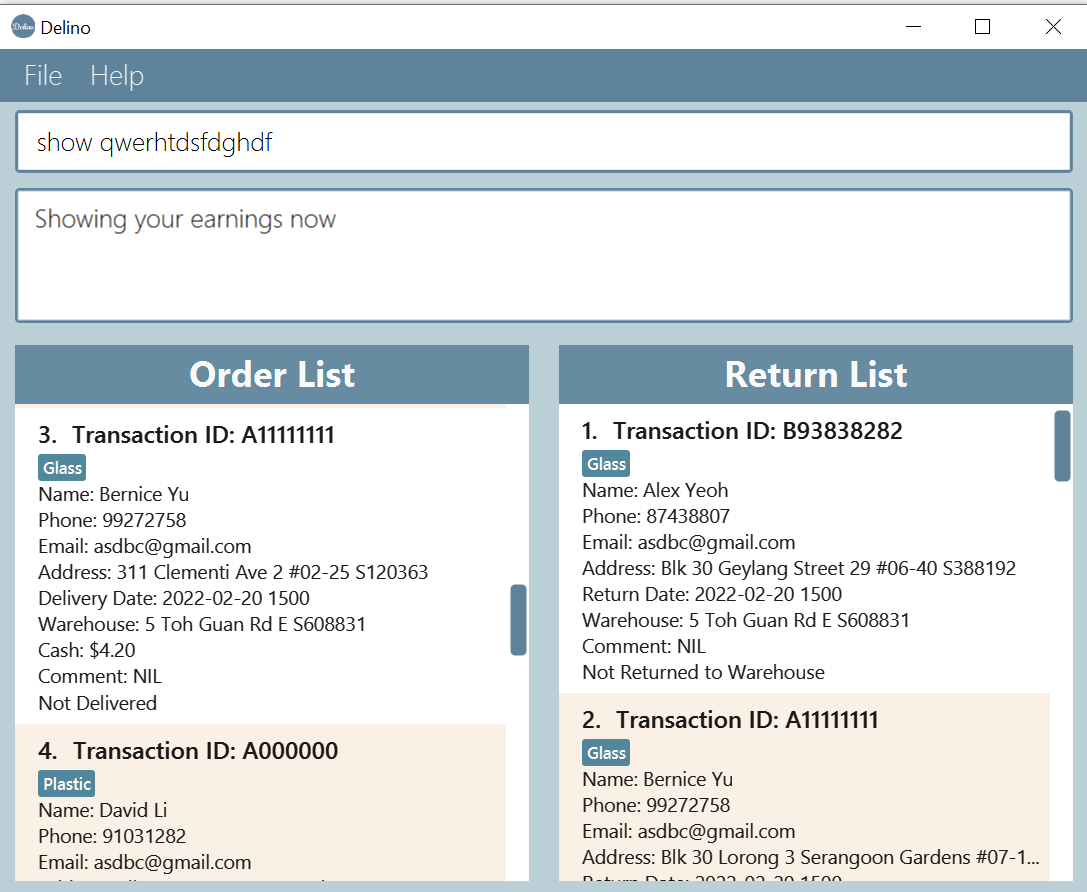 Delino
File Help
show qwerhtdsfdghdf
Showing your earnings now
Order List
3. Transaction ID: A11111111
Glass
Name: Bernice Yu
Phone: 99272758
Email: asdbc@gmail.com
Address: 311 Clementi Ave 2 #02-25 S120363
Delivery Date: 2022-02-20 1500
Warehouse: 5 Toh Guan Rd E S608831
Cash: $4.20
Comment: NIL
Not Delivered
4. Transaction ID: A000000
Plastic
Name: David Li
Phone: 91031282
Email: asdbc@gmail.com
Return List
1. Transaction ID: B93838282
Glass
Name: Alex Yeoh
Phone: 87438807
Email: asdbc@gmail.com
Address: Blk 30 Geylang Street 29 #06-40 S388192
Return Date: 2022-02-20 1500
Warehouse: 5 Toh Guan Rd E S608831
Comment: NIL
Not Returned to Warehouse
2. Transaction ID: A11111111
Glass
Name: Bernice Yu
Phone: 99272758
Email: asdbc@gmail.com
Address: Blk 30 Lorong 3 Serangoon Gardens #07-1...
Return Date: 2022-02-20 1500